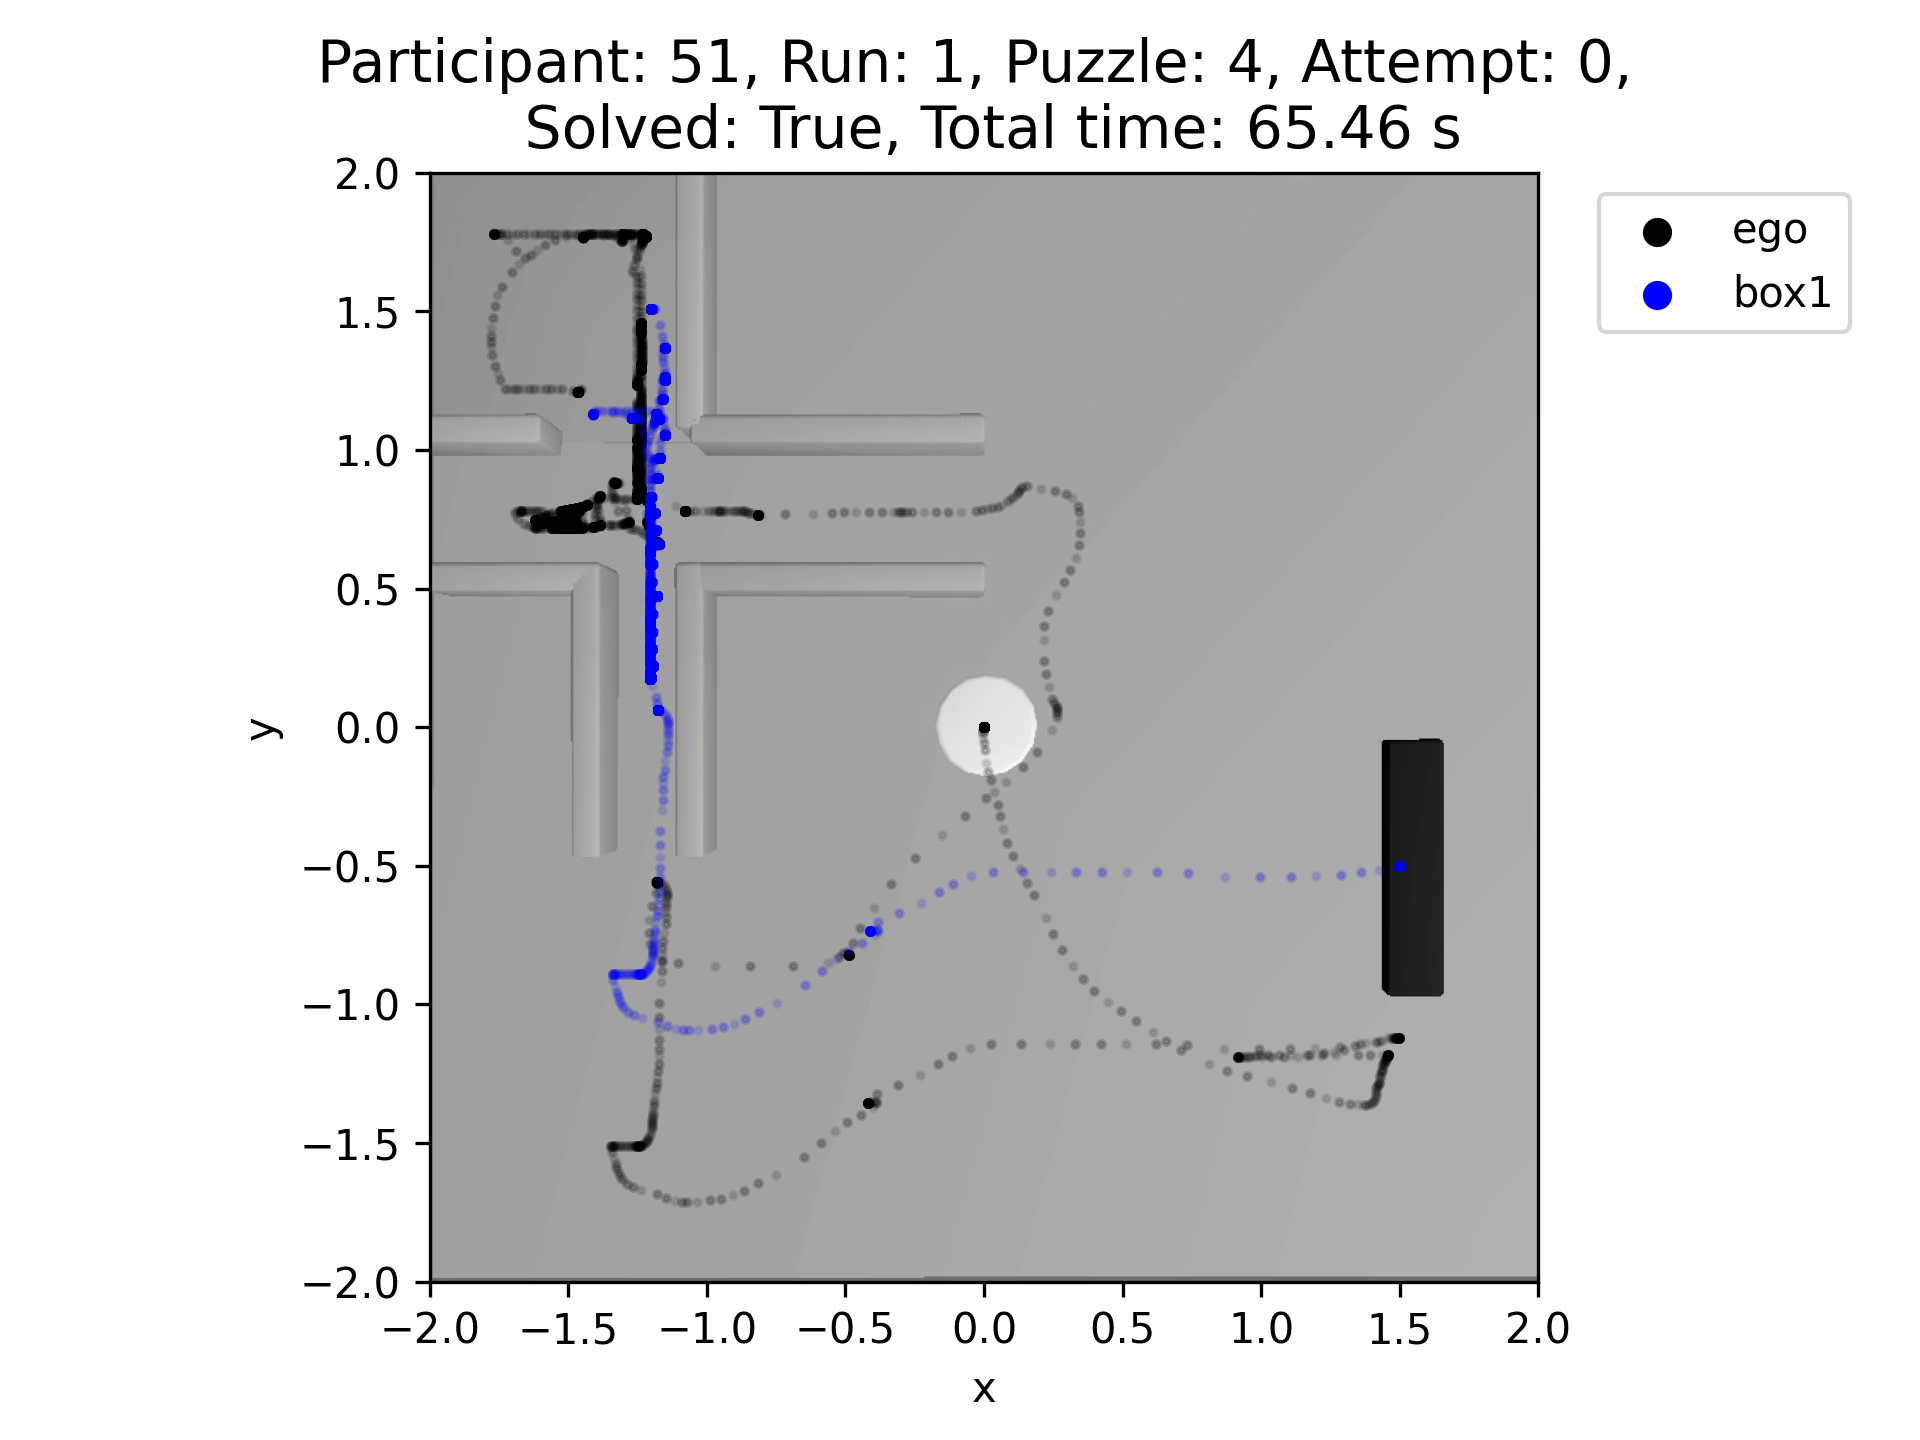 Participant: 51, Run: 1, Puzzle: 4, Attempt: 0,
Solved: True, Total time: 65.46 s
2.0
1.5
1.0
0.5
0.0
−0.5
−1.0
−1.5
−2.0
y
−2.0 −1.5 −1.0 −0.5 0.0 0.5 1.0 1.5 2.0
x
ego
box1